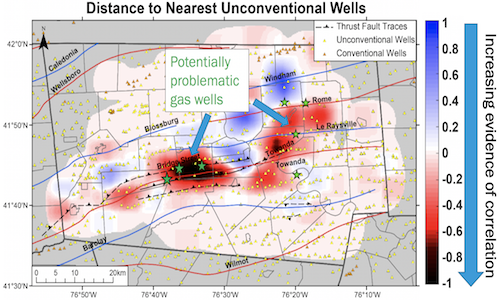 Distance to Nearest Unconventional Wells
Thrust Fault Traces
Unconventional Wells
Conventional Wells
N
42°0'N
41°50'N
41°40'N
41°30'N
Caledonia
Wellsboro
Potentially
problematic
gas wells
Windham
Rome
Blossburg
Le Raysville
Towanda
Towanda
Barclay
Wilmot
0 5 10 20km
76°50'W
76°40'W
76°30'W
76°20'W
76°10'W
1
0.8
0.6
0.4
0.2
0
-0.2
-0.4
-0.6
-0.8
-1
Increasing evidence of correlatio